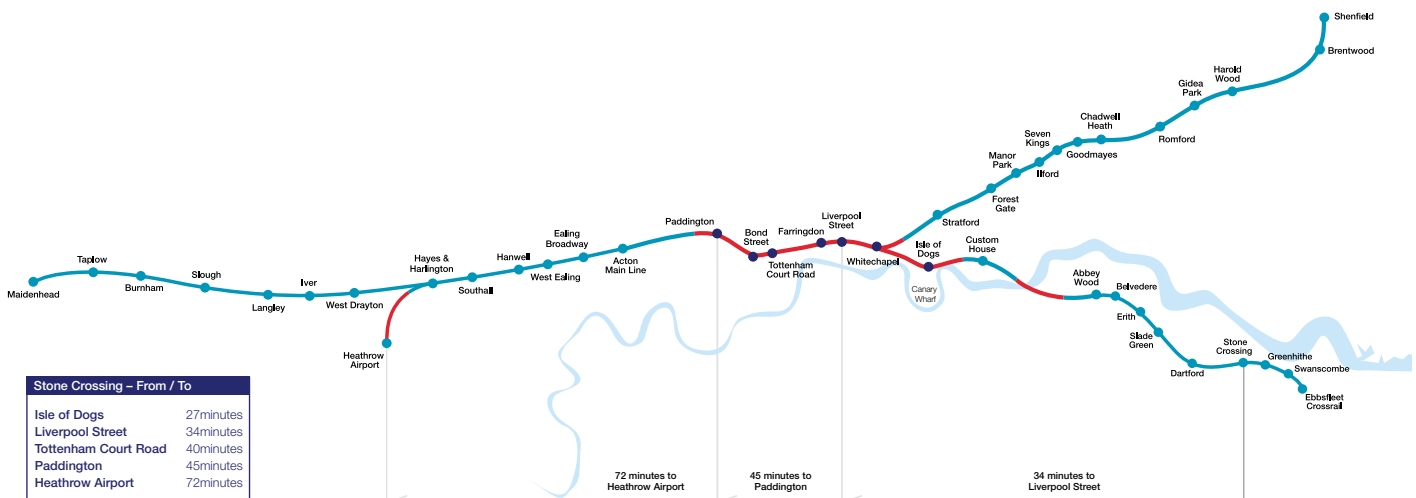 Shenfield
Brentwood
Harold
Wood
Gidea
Park
Romford
Chadwell
Heath
Goodmayes
Seven
Kings
Ilford
Manor
Park
Forest
Gate
Stratford
Liverpool
Street
Whitechapel
Farringdon
Tottenham
Court Road
Bond
Street
Paddington
Acton
Main Line
Ealing
Broadway
West Ealing
Hanwell
Southall
Hayes &
Harlington
West Drayton
Iver
Langley
Slough
Burnham
Taplow
Maidenhead
Heathrow
Airport
Isle of
Dogs
Canary
Wharf
Custom
House
Abbey
Wood
Belvedere
Erith
Slade
Green
Dartford
Stone
Crossing
Greenhithe
Swanscombe
Ebbsfleet
Crossrail
Stone Crossing – From / To
Isle of Dogs 27minutes
Liverpool Street 34minutes
Tottenham Court Road 40minutes
Paddington 45minutes
Heathrow Airport 72minutes
72 minutes to
Heathrow Airport
45 minutes to
Paddington
34 minutes to
Liverpool Street